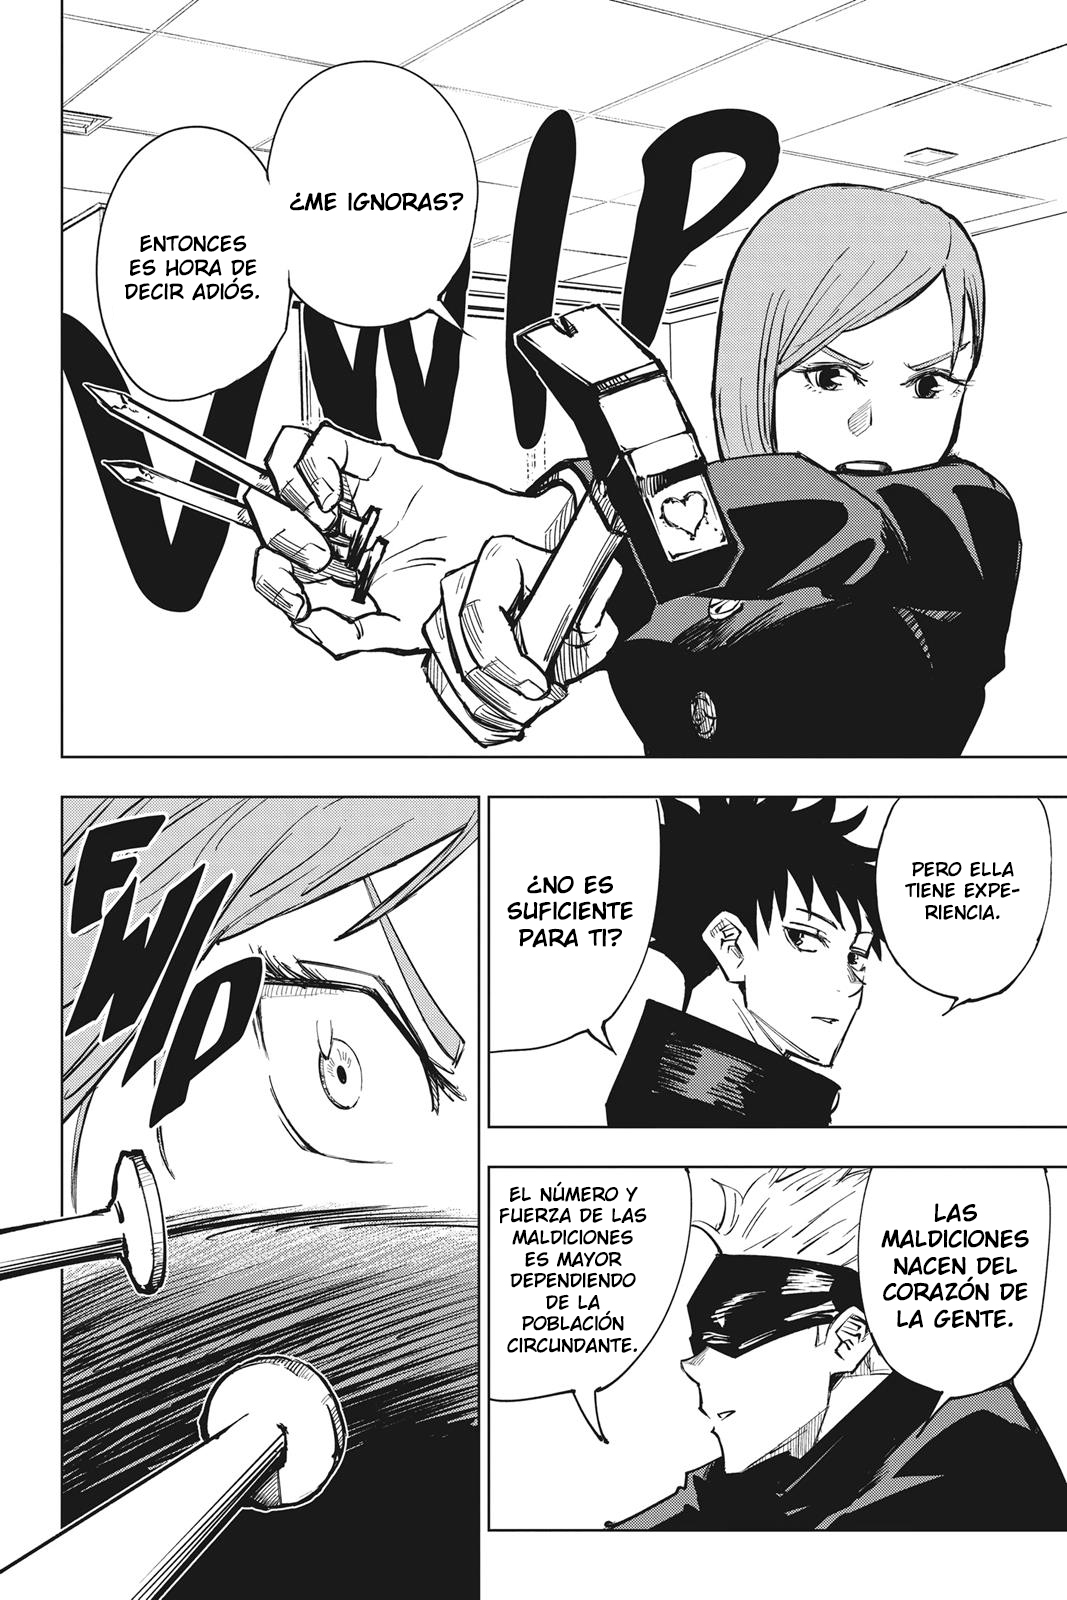 ¿ME IGNORAS?
ENTONCES
ES HORA DE
DECIR ADIÓS.
VWIP
PERO ELLA
TIENE EXPE-
RIENCIA.
¿NO ES
SUFICIENTE
PARA TI?
FWIP
LAS
MALDICIONES
NACEN DEL
CORAZÓN DE
LA GENTE.
EL NÚMERO Y
FUERZA DE LAS
MALDICIONES
ES MAYOR
DEPENDIENDO
DE LA
POBLACIÓN
CIRCUNDANTE.